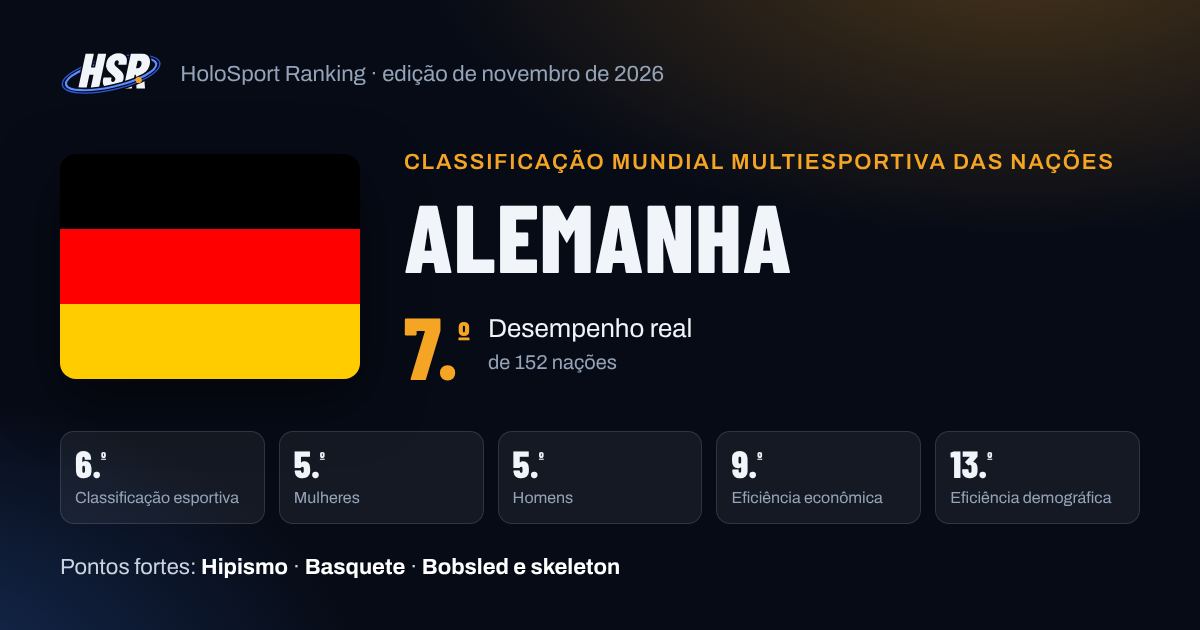 HSR
HoloSport Ranking · edição de novembro de 2026
CLASSIFICAÇÃO MUNDIAL MULTIESPORTIVA DAS NAÇÕES
ALEMANHA
7.º
Desempenho real
de 152 nações
6.º
Classificação esportiva
5.º
Mulheres
5.º
Homens
9.º
Eficiência econômica
13.º
Eficiência demográfica
Pontos fortes: Hipismo · Basquete · Bobsled e skeleton